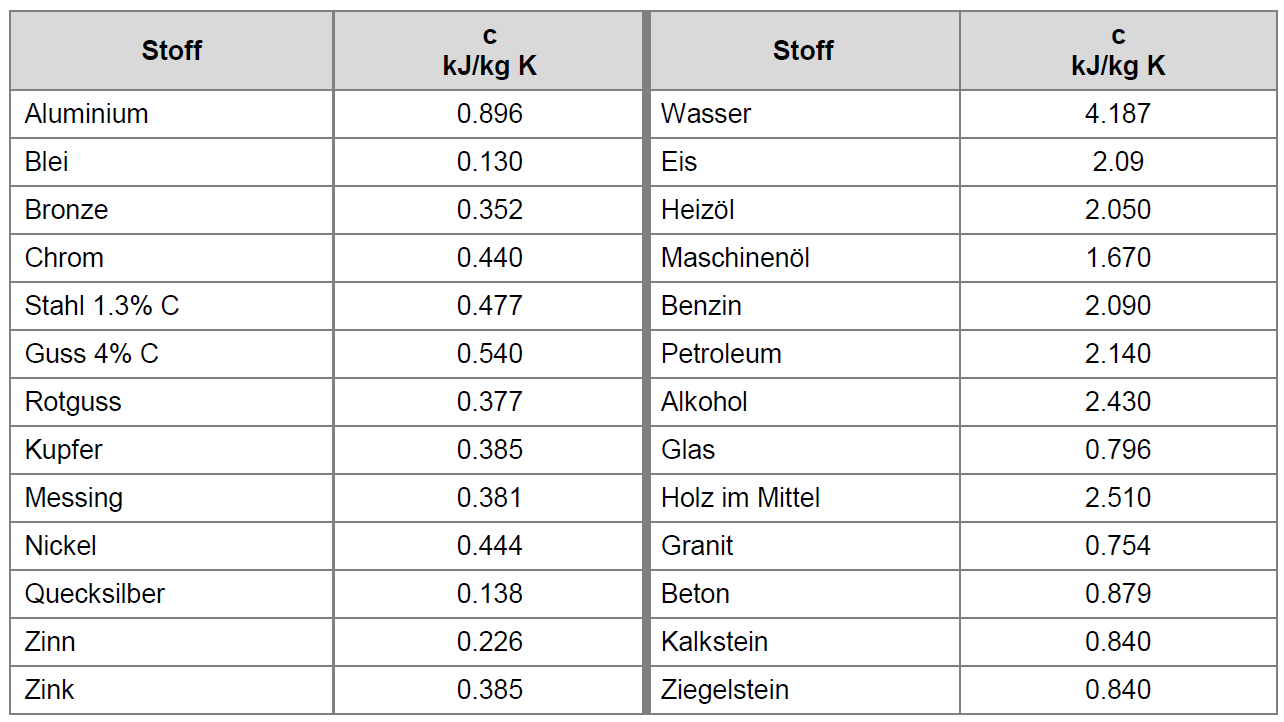 Stoff c kJ/kg K Stoff c kJ/kg K
Aluminium 0.896 Wasser 4.187
Blei 0.130 Eis 2.09
Bronze 0.352 Heizöl 2.050
Chrom 0.440 Maschinenöl 1.670
Stahl 1.3% C 0.477 Benzin 2.090
Guss 4% C 0.540 Petroleum 2.140
Rotguss 0.377 Alkohol 2.430
Kupfer 0.385 Glas 0.796
Messing 0.381 Holz im Mittel 2.510
Nickel 0.444 Granit 0.754
Quecksilber 0.138 Beton 0.879
Zinn 0.226 Kalkstein 0.840
Zink 0.385 Ziegelstein 0.840